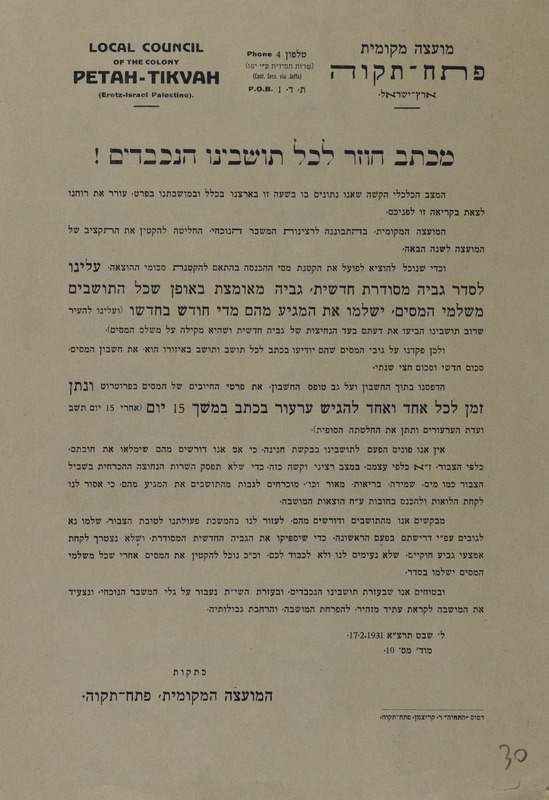 LOCAL COUNCIL
OF THE COLONY
PETAH-TIKVAH
(Eretz-Israel Palestine).
Phone 4 טלפון
(שרות תמידית ע״י יפו)
(Cont. Serv. via Jaffa)
P.O.B. 1 ת. ד.
מועצה מקומית
פתח-תקוה
ארץ-ישראל.
מכתב חוזר לכל תושבינו הנכבדים !
המצב הכלכלי הקשה שאנו נתונים בו בשעה זו בארצנו בכלל ובמושבתנו בפרט, עורר את רוחנו
לצאת בקריאה זו לפניכם.
המועצה המקומית, בהתבוננה לרצינות המשבר הנוכחי, החליטה להקטין את התקציב של
המועצה לשנה הבאה.
וכדי שנוכל להוציא לפועל את הקטנת מסי ההכנסה בהתאם להקטנת סכומי ההוצאה, עלינו
לסדר גביה מסודרת חדשית, גביה מאומצת באופן שכל התושבים
משלמי המסים, ישלמו את המגיע מהם מדי חודש בחדשו (ועלינו להעיר
שרוב תושבינו הביעו את דעתם בעד הנחיצות של גביה חדשית ושהיא מקילה על משלם המסים).
ולכן פקדנו על גובי המסים שהם יודיעו בכתב לכל תושב ותושב באיזורו הוא, את חשבון המסים,
סכום חדשי וסכום חצי שנתי.
הדפסנו בתוך החשבון ועל גב טופס החשבון, את פרטי החיובים של המסים בפרוטרוט ונתן
זמן לכל אחד ואחד להגיש ערעור בכתב במשך 15 יום (אחרי 15 יום תשב
ועדת הערעורים ותתן את החלטתה הסופית).
אין אנו פונים הפעם לתושבינו בבקשת חנינה, כי אם אנו דורשים מהם שימלאו את חובתם,
כלפי הצבור, ז״א כלפי עצמם, במצב רציני וקשה כזה, כדי שלא תפסק השרות הנחוצה ההכרחית בשביל
הצבור כמו מים, שמירה, בריאות, מאור וכו׳, מוכרחים לגבות מהתושבים את המגיע מהם, כי אסור לנו
לקחת הלואות ולהכנס בחובות ע״ח הוצאות המושבה.
מבקשים אנו מהתושבים ודורשים מהם, לעזור לנו בהמשכת פעולתנו לטובת הצבור, שלמו נא
לגובים עפ״י דרישתם בפעם הראשונה, כדי שיספיקו את הגביה החדשית המסודרת, ושלא נצטרך לקחת
אמצעי גביע חוקיים, שלא נעימים לנו ולא לכבוד לכם, וכ״כ נוכל להקטין את המסים אחרי שכל משלמי
המסים ישלמו בסדר.
ובטוחים אנו שבעזרת תושבינו הנכבדים, ובעזרת השי״ת נעבור על גלי המשבר הנוכחי, ונצעיד
את המושבה לקראת עתיד מזהיר, להפרחת המושבה, והרחבת גבולותיה.
ל׳ שבט תרצ״א 17.2.1931.
מוד׳ מס׳ 10.
כתקות
המועצה המקומית, פתח-תקוה.
דפוס ״התחיה״ ר. קריצמן, פתח-תקוה.
30